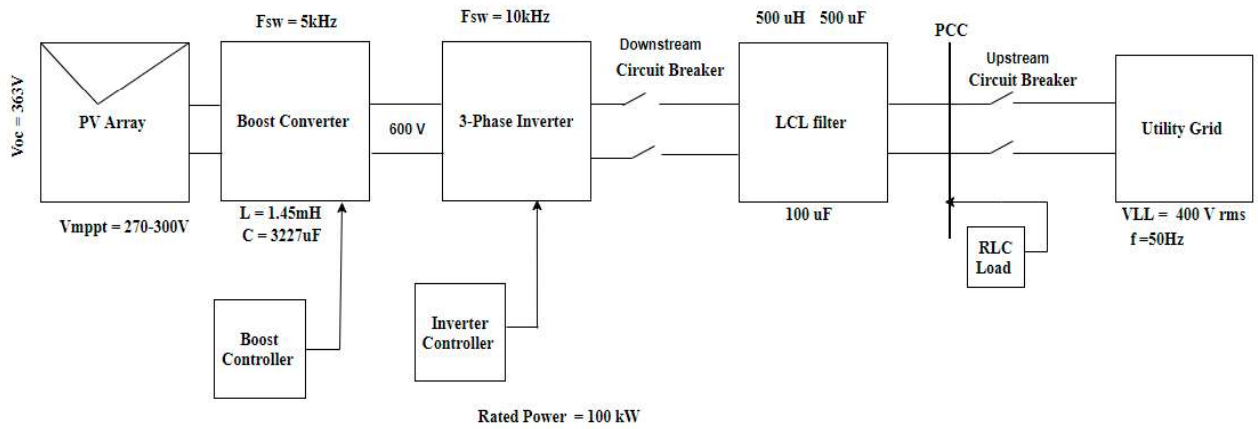 Fsw = 5kHz
Fsw = 10kHz
500 uH 500 uF
Downstream
Circuit Breaker
PCC
Upstream
Circuit Breaker
Voc = 363V
PV Array
Boost Converter
600 V
3-Phase Inverter
LCL filter
Utility Grid
Vmppt = 270-300V
L = 1.45mH
C = 3227uF
100 uF
VLL = 400 V rms
f =50Hz
RLC
Load
Boost
Controller
Inverter
Controller
Rated Power = 100 kW